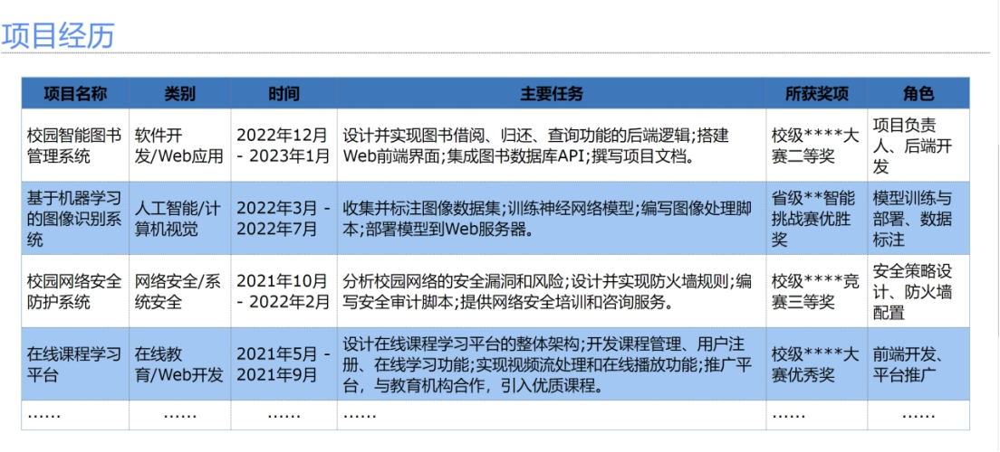 项目经历
项目名称 类别 时间 主要任务 所获奖项 角色
校园智能图书
管理系统
软件开
发/Web应用
2022年12月
- 2023年1月
设计并实现图书借阅、归还、查询功能的后端逻辑;搭建
Web前端界面;集成图书数据库API;撰写项目文档。
校级****大
赛二等奖
项目负责
人、后端开
发
基于机器学习
的图像识别系
统
人工智能/计
算机视觉
2022年3月 -
2022年7月
收集并标注图像数据集;训练神经网络模型;编写图像处理脚
本;部署模型到Web服务器。
省级**智能
挑战赛优胜
奖
模型训练与
部署、数据
标注
校园网络安全
防护系统
网络安全/系
统安全
2021年10月
- 2022年2月
分析校园网络的安全漏洞和风险;设计并实现防火墙规则;编
写安全审计脚本;提供网络安全培训和咨询服务。
校级****竞
赛三等奖
安全策略设
计、防火墙
配置
在线课程学习
平台
在线教
育/Web开发
2021年5月 -
2021年9月
设计在线课程学习平台的整体架构;开发课程管理、用户注
册、在线学习功能;实现视频流处理和在线播放功能;推广平
台，与教育机构合作，引入优质课程。
校级****大
赛优秀奖
前端开发、
平台推广
…… …… …… …… …… ……